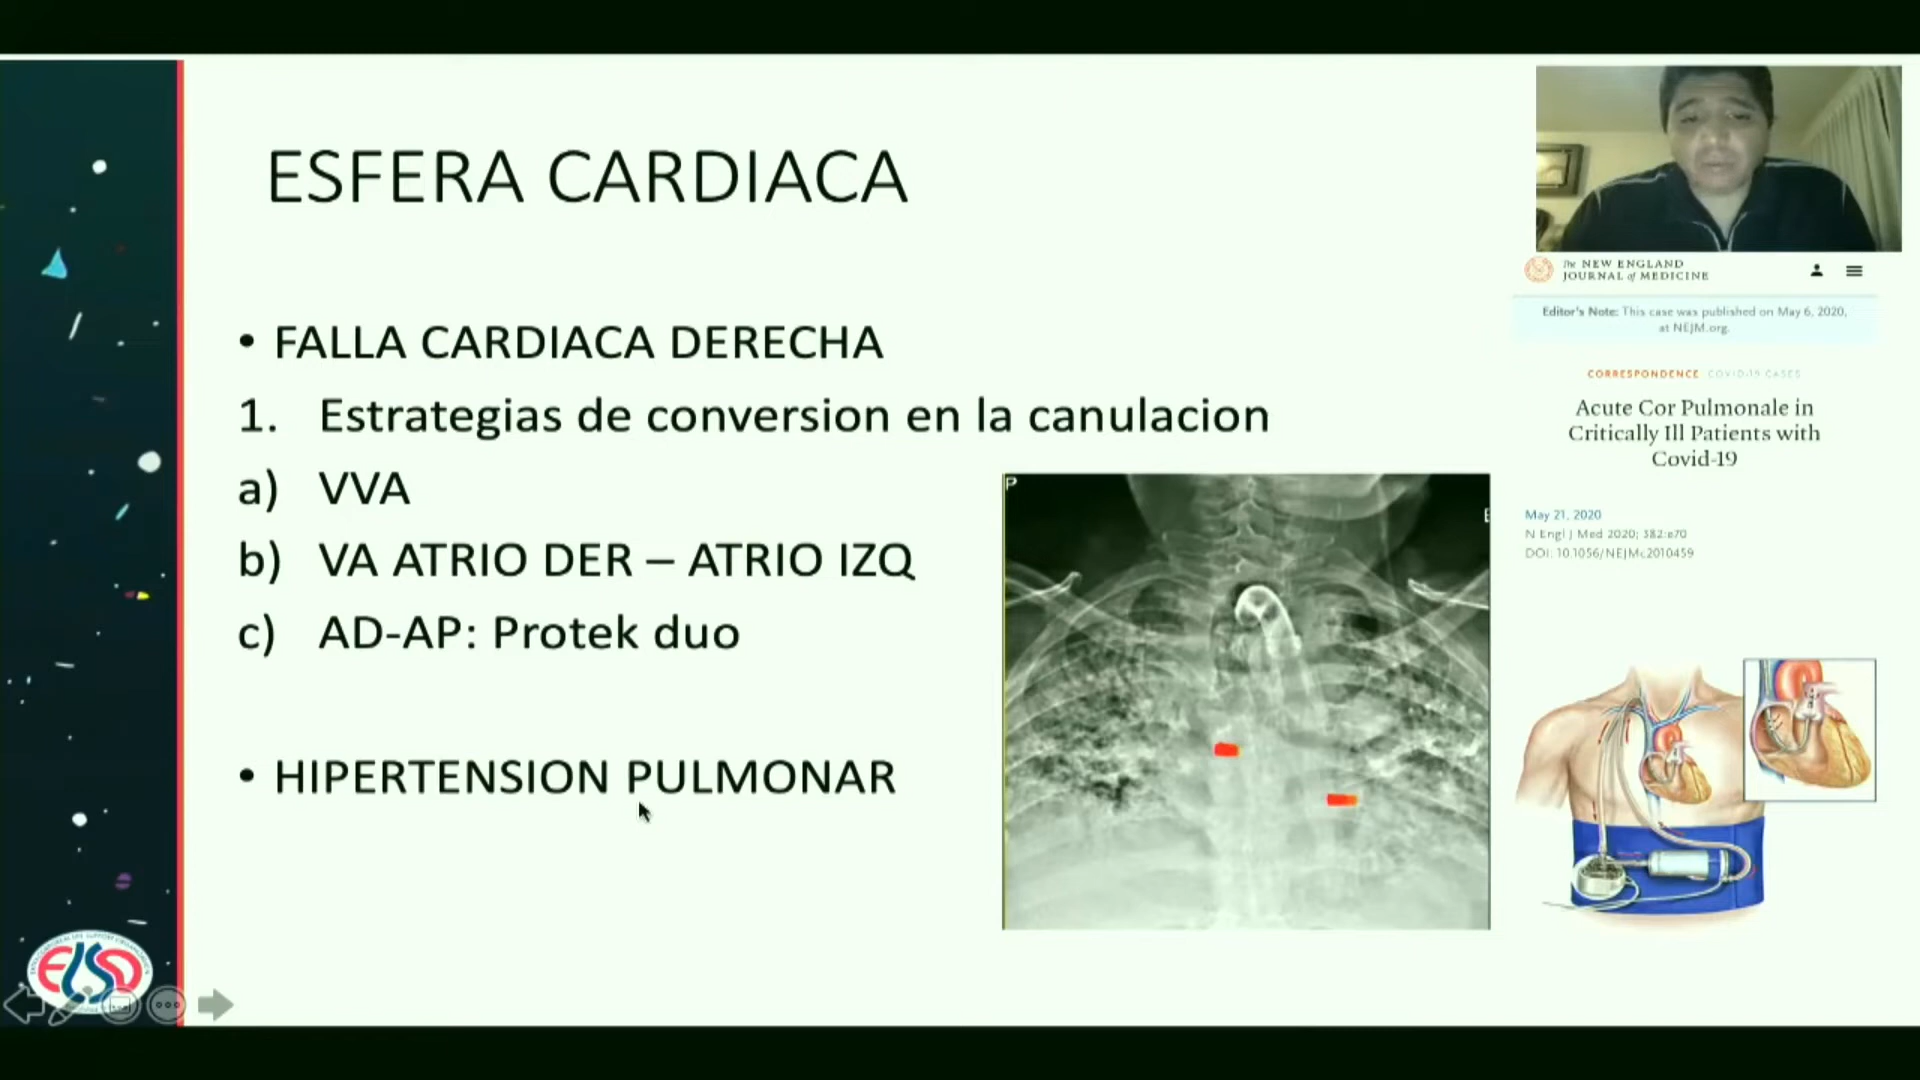 ESFERA CARDIACA
• FALLA CARDIACA DERECHA
1. Estrategias de conversion en la canulacion
a) VVA
b) VA ATRIO DER – ATRIO IZQ
c) AD-AP: Protek duo
• HIPERTENSION PULMONAR
P
E
The NEW ENGLAND
JOURNAL of MEDICINE
Editor's Note: This case was published on May 6, 2020,
at NEJM.org.
CORRESPONDENCE COVID-19 CASES
Acute Cor Pulmonale in
Critically Ill Patients with
Covid-19
May 21, 2020
N Engl J Med 2020; 382:e70
DOI: 10.1056/NEJMc2010459
ELSO